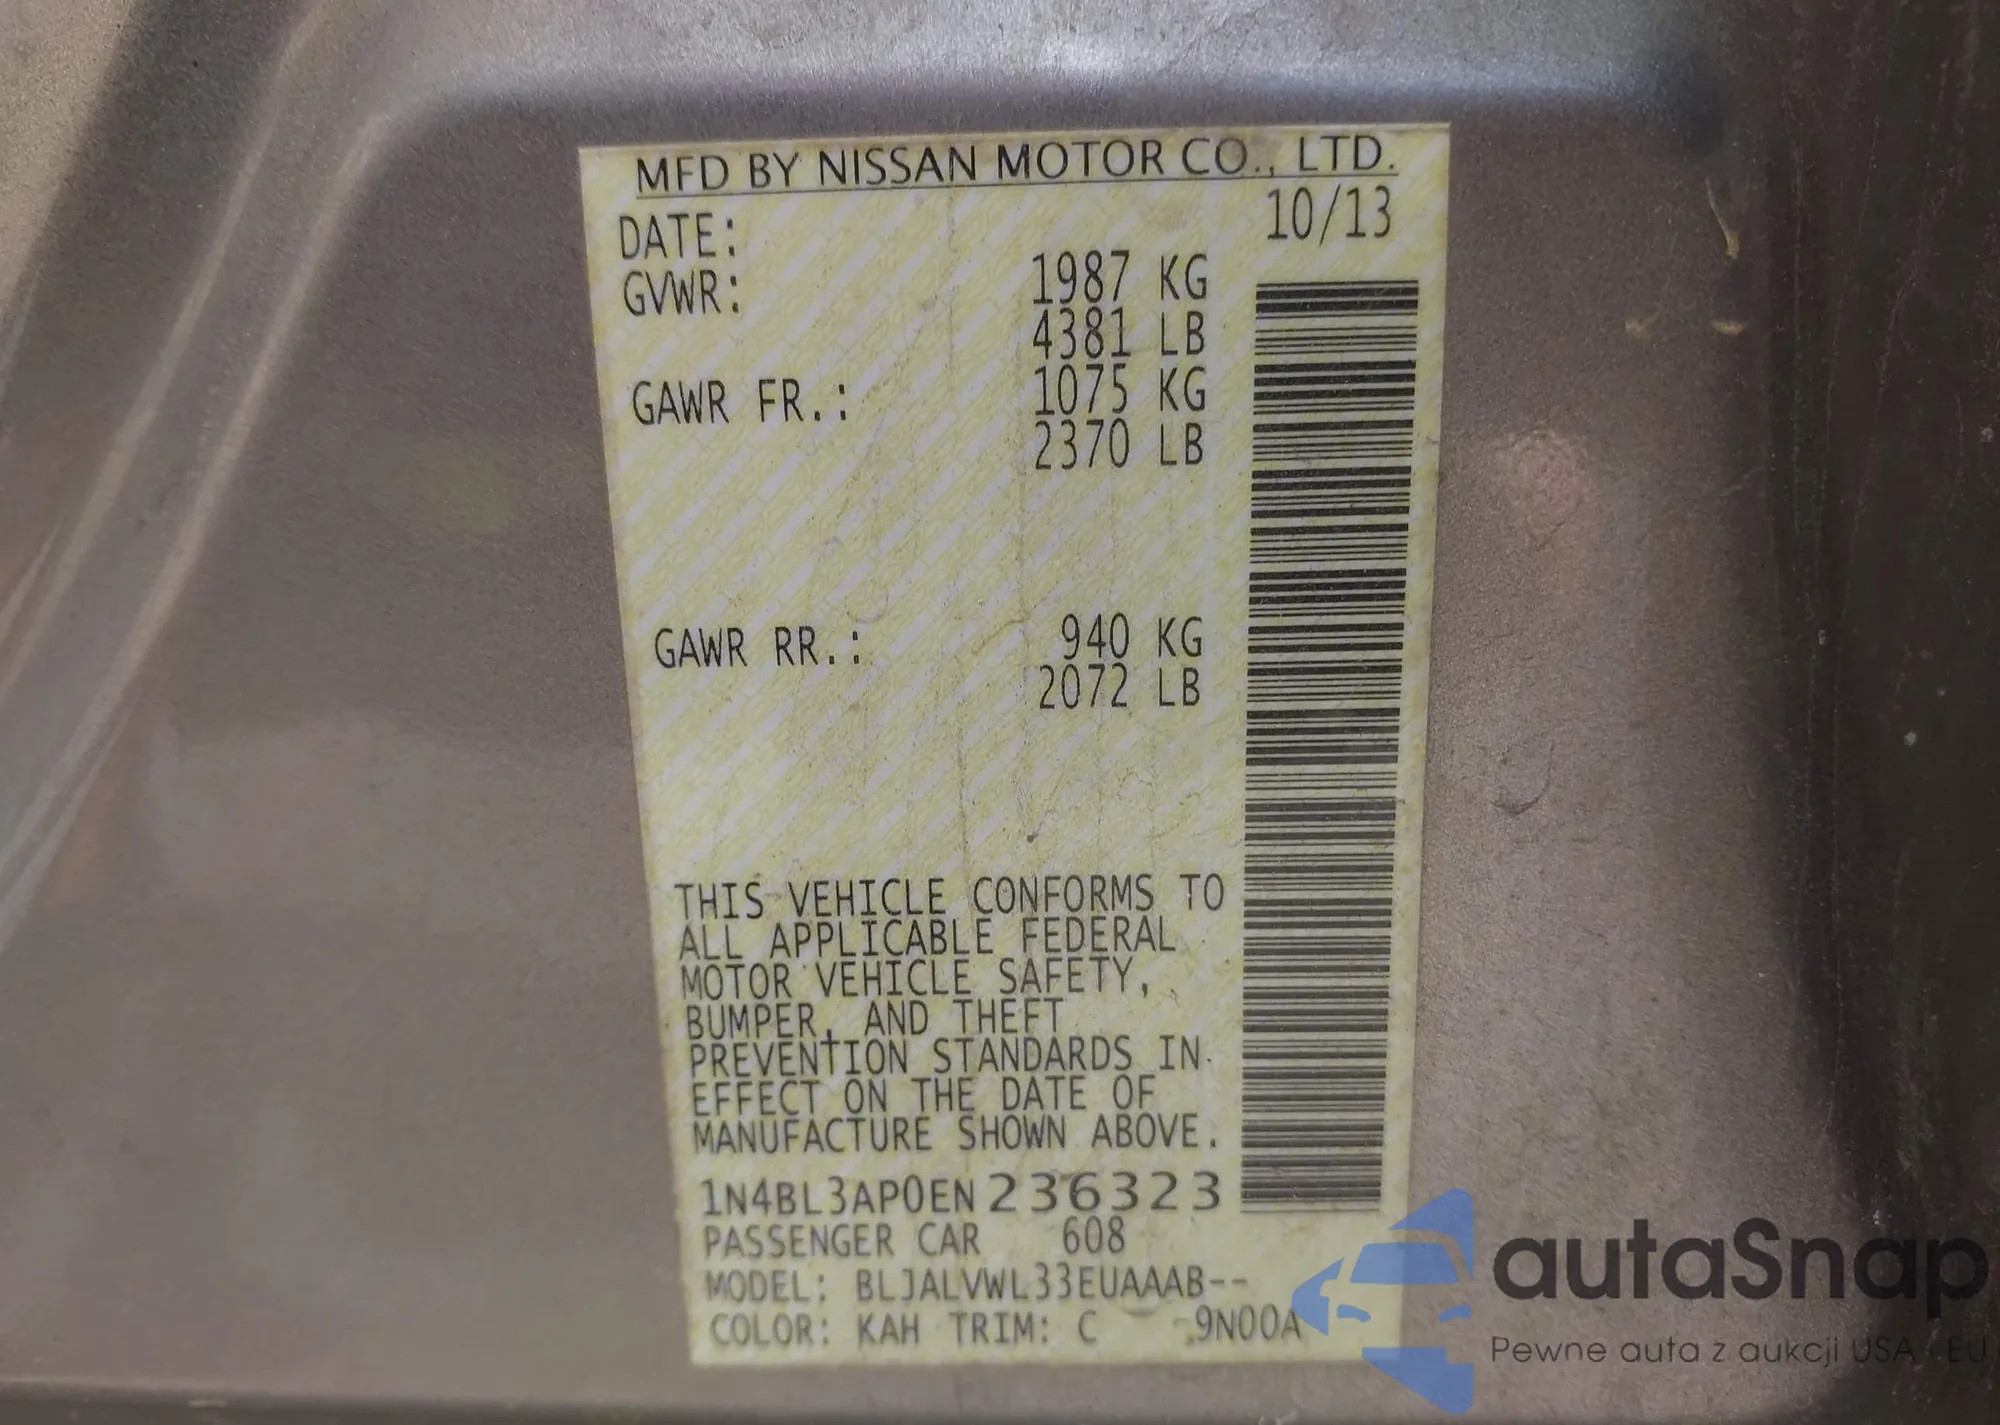 MFD BY NISSAN MOTOR CO., LTD.
DATE: 10/13
GVWR: 1987 KG
4381 LB
GAWR FR.: 1075 KG
2370 LB
GAWR RR.: 940 KG
2072 LB
THIS VEHICLE CONFORMS TO
ALL APPLICABLE FEDERAL
MOTOR VEHICLE SAFETY,
BUMPER, AND THEFT
PREVENTION STANDARDS IN
EFFECT ON THE DATE OF
MANUFACTURE SHOWN ABOVE.
1N4BL3AP0EN236323
PASSENGER CAR 608
MODEL: BLJALVWL33EUAAAB--
COLOR: KAH TRIM: C 9N00A
autaSnap
Pewne auta z aukcji USA i EU